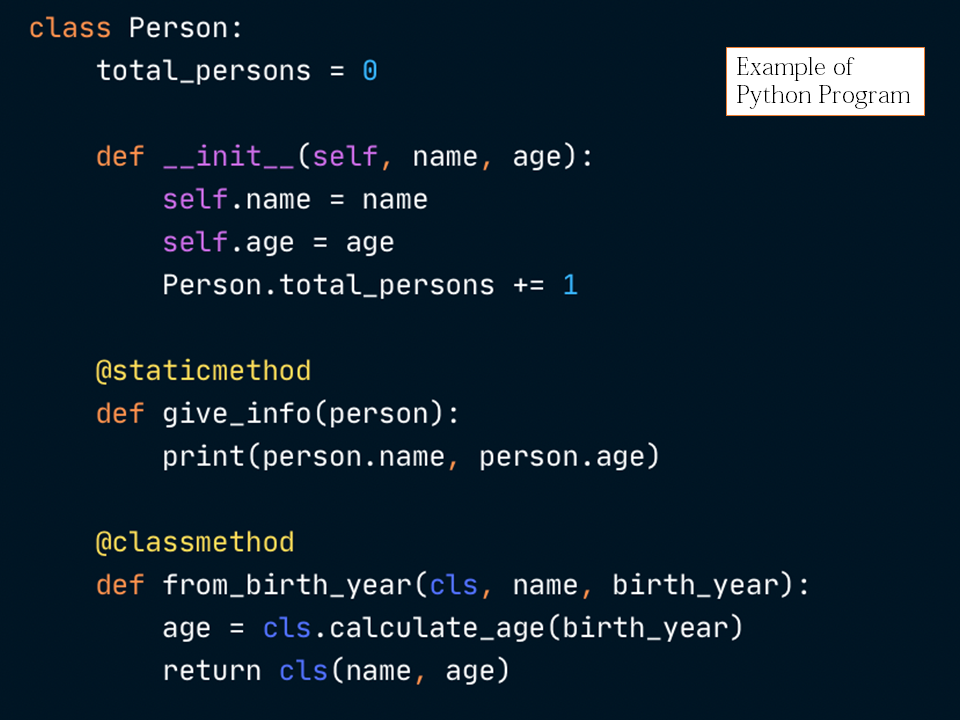 class Person:
    total_persons = 0
Example of
Python Program
    def __init__(self, name, age):
        self.name = name
        self.age = age
        Person.total_persons += 1
    @staticmethod
    def give_info(person):
        print(person.name, person.age)
    @classmethod
    def from_birth_year(cls, name, birth_year):
        age = cls.calculate_age(birth_year)
        return cls(name, age)